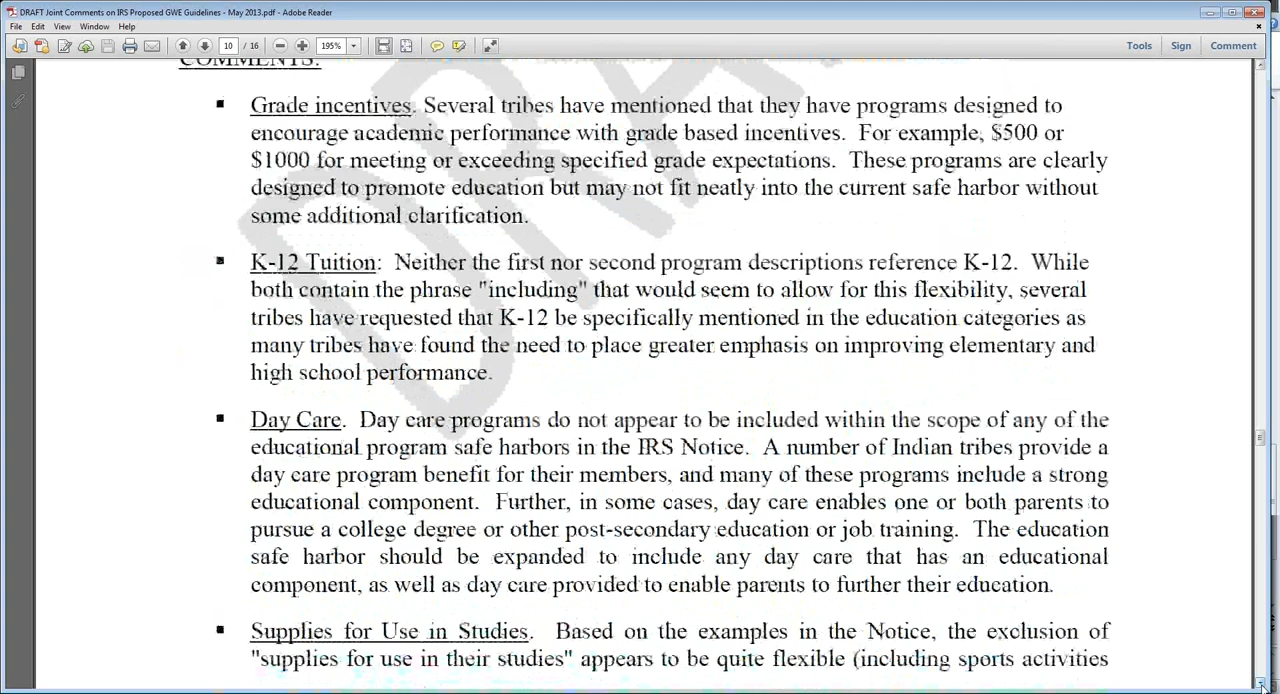 DRAFT Joint Comments on IRS Proposed GWE Guidelines - May 2013.pdf - Adobe Reader
File Edit View Window Help
10 / 16 195% Tools Sign Comment
COMMENTS:
DRA
▪ Grade incentives. Several tribes have mentioned that they have programs designed to
encourage academic performance with grade based incentives. For example, $500 or
$1000 for meeting or exceeding specified grade expectations. These programs are clearly
designed to promote education but may not fit neatly into the current safe harbor without
some additional clarification.
▪ K-12 Tuition: Neither the first nor second program descriptions reference K-12. While
both contain the phrase "including" that would seem to allow for this flexibility, several
tribes have requested that K-12 be specifically mentioned in the education categories as
many tribes have found the need to place greater emphasis on improving elementary and
high school performance.
▪ Day Care. Day care programs do not appear to be included within the scope of any of the
educational program safe harbors in the IRS Notice. A number of Indian tribes provide a
day care program benefit for their members, and many of these programs include a strong
educational component. Further, in some cases, day care enables one or both parents to
pursue a college degree or other post-secondary education or job training. The education
safe harbor should be expanded to include any day care that has an educational
component, as well as day care provided to enable parents to further their education.
▪ Supplies for Use in Studies. Based on the examples in the Notice, the exclusion of
"supplies for use in their studies" appears to be quite flexible (including sports activities